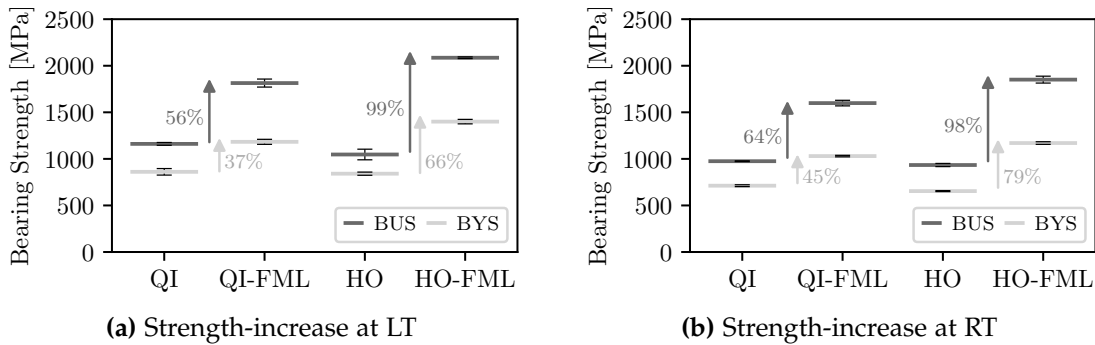 Bearing Strength [MPa]
2500
2000
1500
1000
500
0
56%
37%
99%
66%
BUS BYS
QI QI-FML HO HO-FML
(a) Strength-increase at LT
Bearing Strength [MPa]
2500
2000
1500
1000
500
0
64%
45%
98%
79%
BUS BYS
QI QI-FML HO HO-FML
(b) Strength-increase at RT